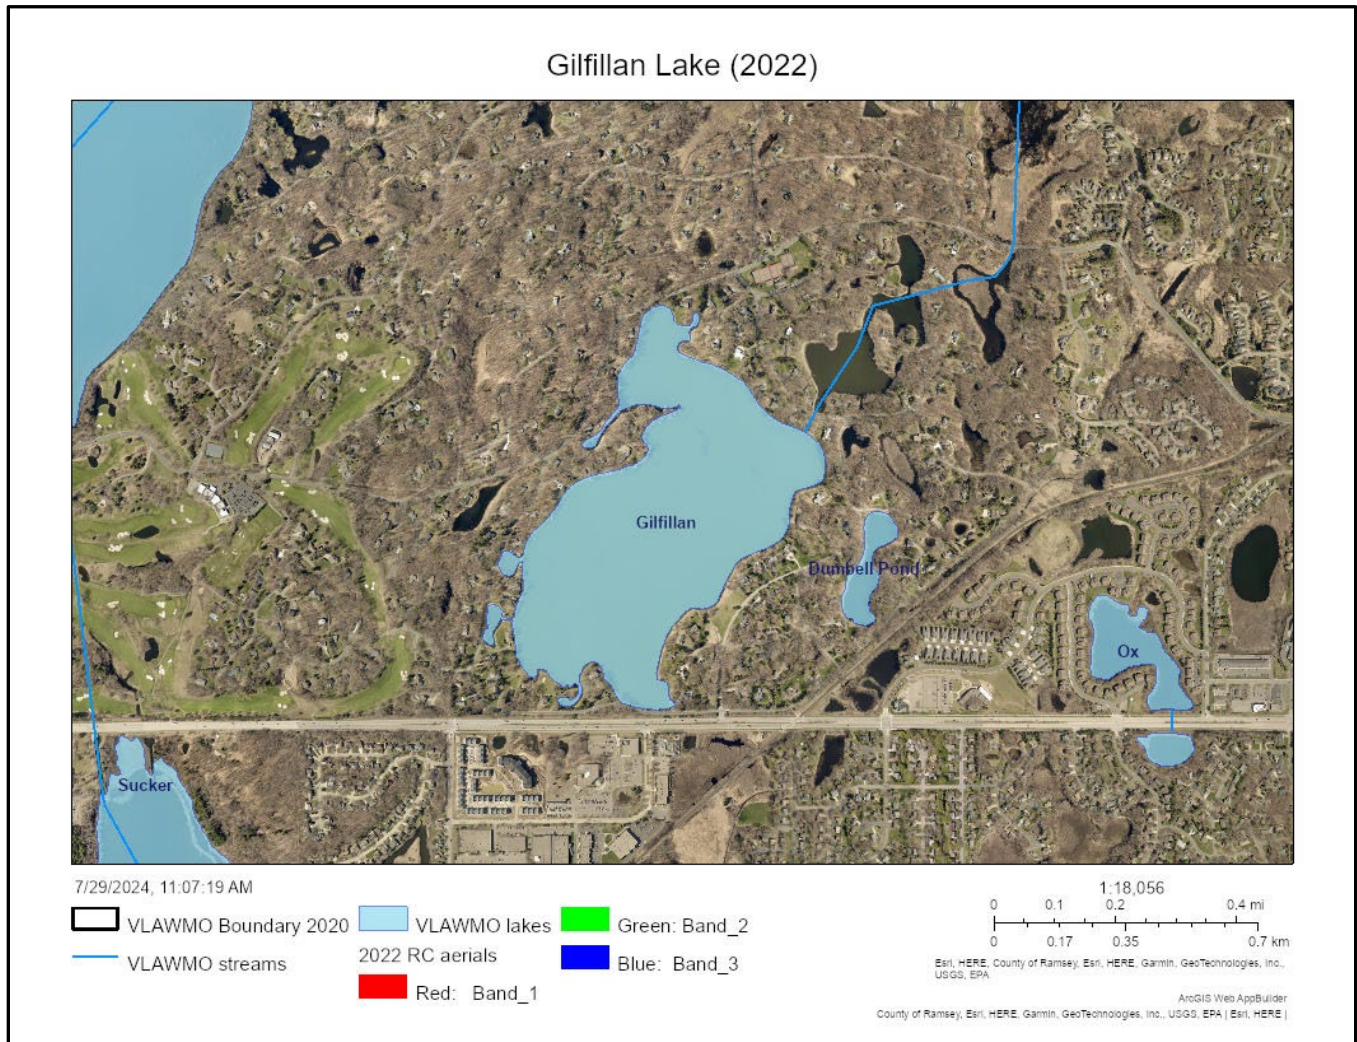 Gilfillan Lake (2022)
Gilfillan
Dumbell Pond
Ox
Sucker
7/29/2024, 11:07:19 AM
VLAWMO Boundary 2020
VLAWMO streams
VLAWMO lakes
2022 RC aerials
Red: Band_1
Green: Band_2
Blue: Band_3
1:18,056
0 0.1 0.2 0.4 mi
0 0.17 0.35 0.7 km
Esri, HERE, County of Ramsey, Esri, HERE, Garmin, GeoTechnologies, Inc.,
USGS, EPA
ArcGIS Web AppBuilder
County of Ramsey, Esri, HERE, Garmin, GeoTechnologies, Inc., USGS, EPA | Esri, HERE |